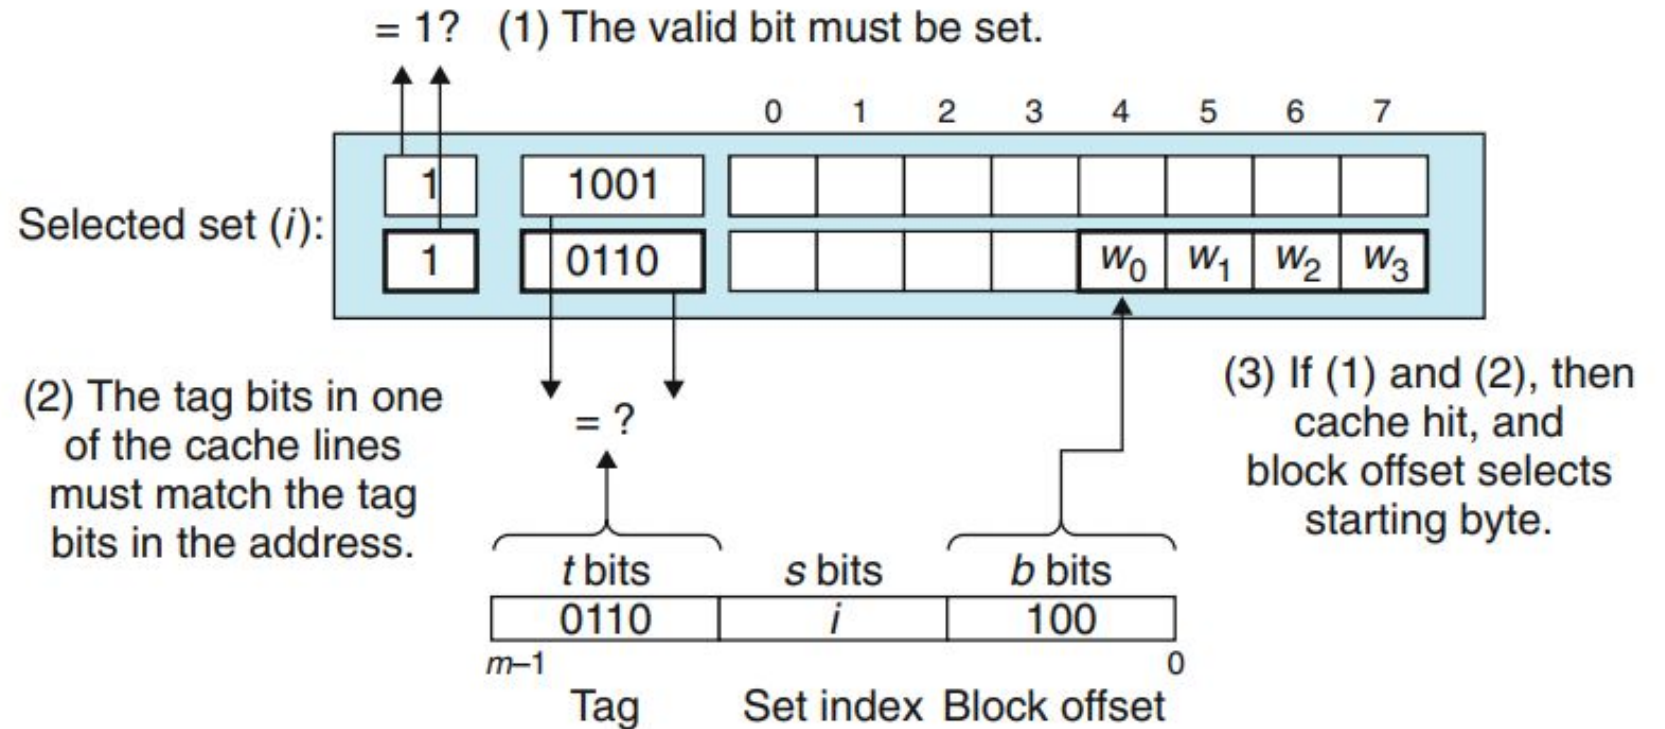 = 1? (1) The valid bit must be set.
0 1 2 3 4 5 6 7
1 1001
Selected set (i):
1 0110 w0 w1 w2 w3
(2) The tag bits in one
of the cache lines
must match the tag
bits in the address.
= ?
(3) If (1) and (2), then
cache hit, and
block offset selects
starting byte.
t bits s bits b bits
0110 i 100
m–1 0
Tag Set index Block offset